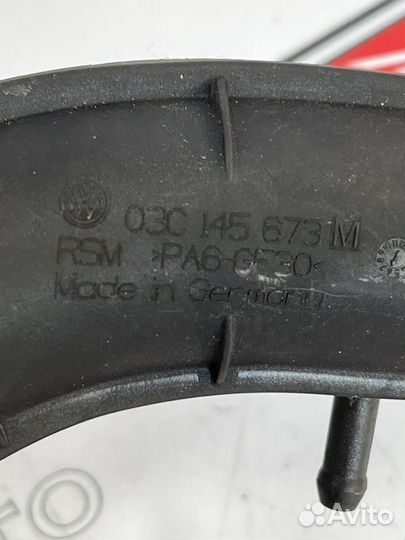 03C 145 673 M
RSM >PA6-GF30<
Made in Germany
Avito